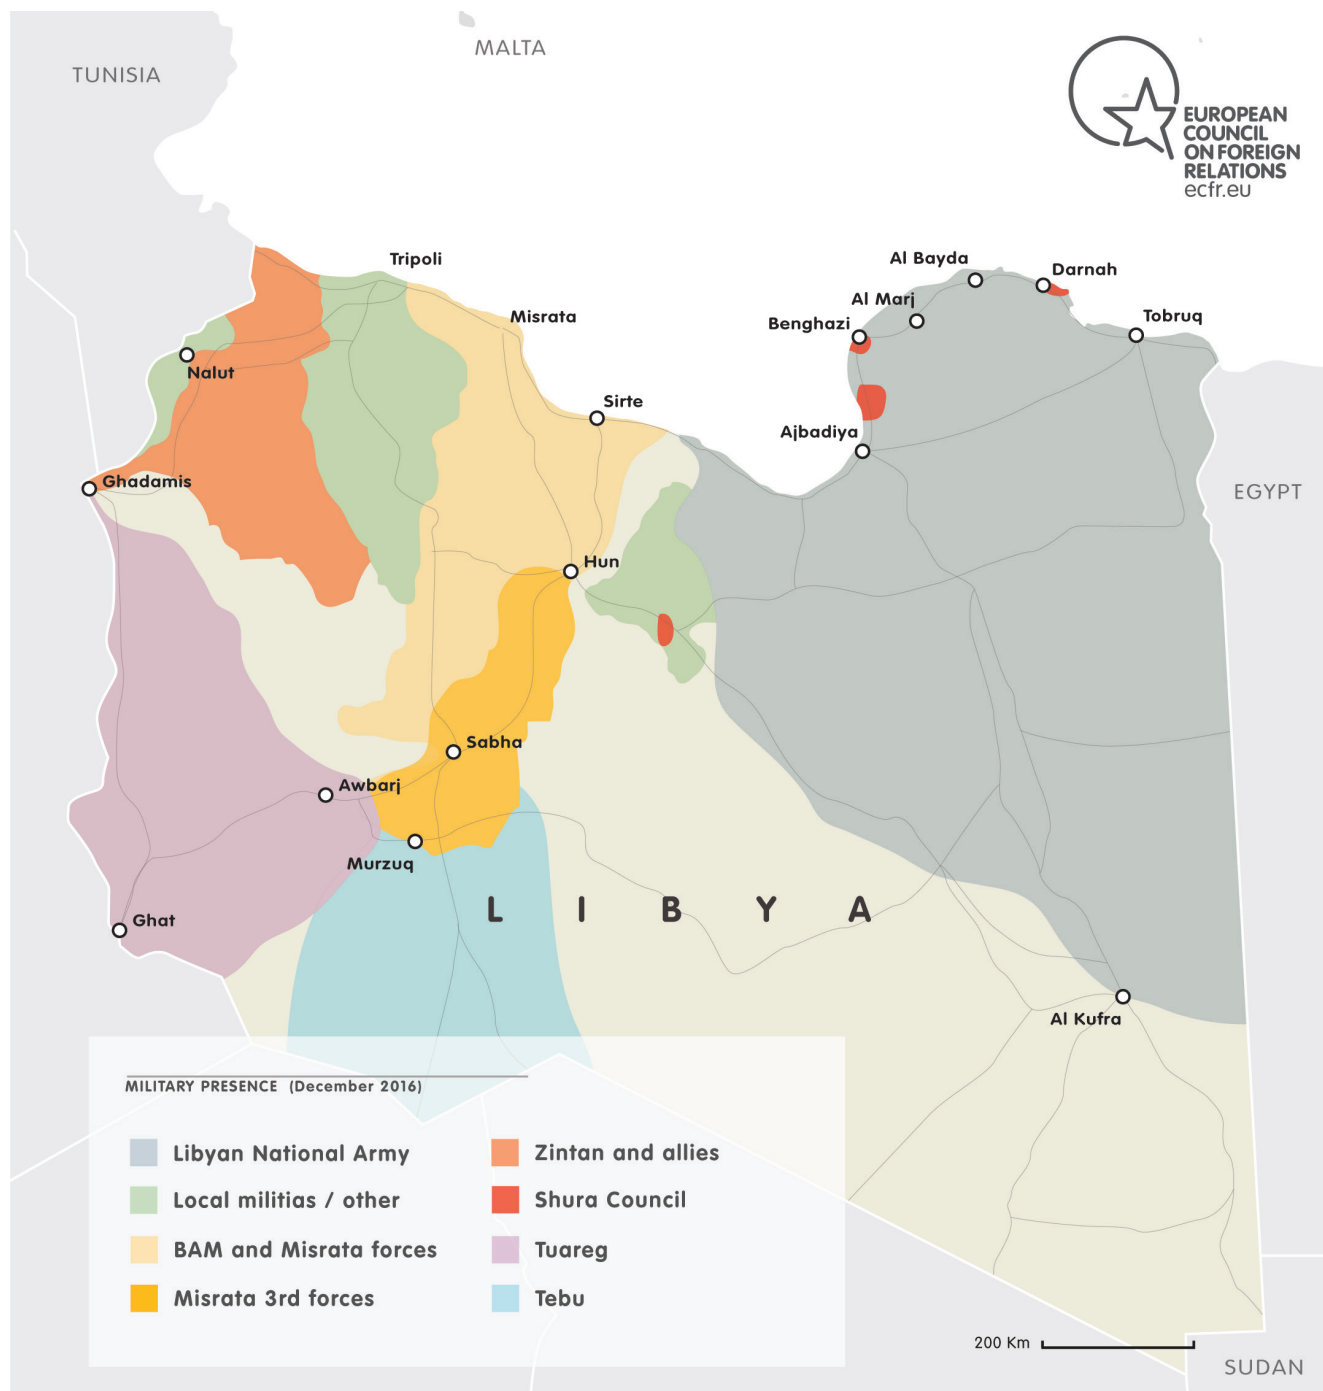 MALTA
TUNISIA
EUROPEAN
COUNCIL
ON FOREIGN
RELATIONS
ecfr.eu
Tripoli
Al Bayda
Darnah
Al Marj
Misrata
Benghazi
Tobruq
Nalut
Sirte
Ajbadiya
Ghadamis
EGYPT
Hun
Sabha
Awbarj
Murzuq
LIBYA
Ghat
Al Kufra
MILITARY PRESENCE (December 2016)
Libyan National Army
Zintan and allies
Local militias / other
Shura Council
BAM and Misrata forces
Tuareg
Misrata 3rd forces
Tebu
200 Km
SUDAN